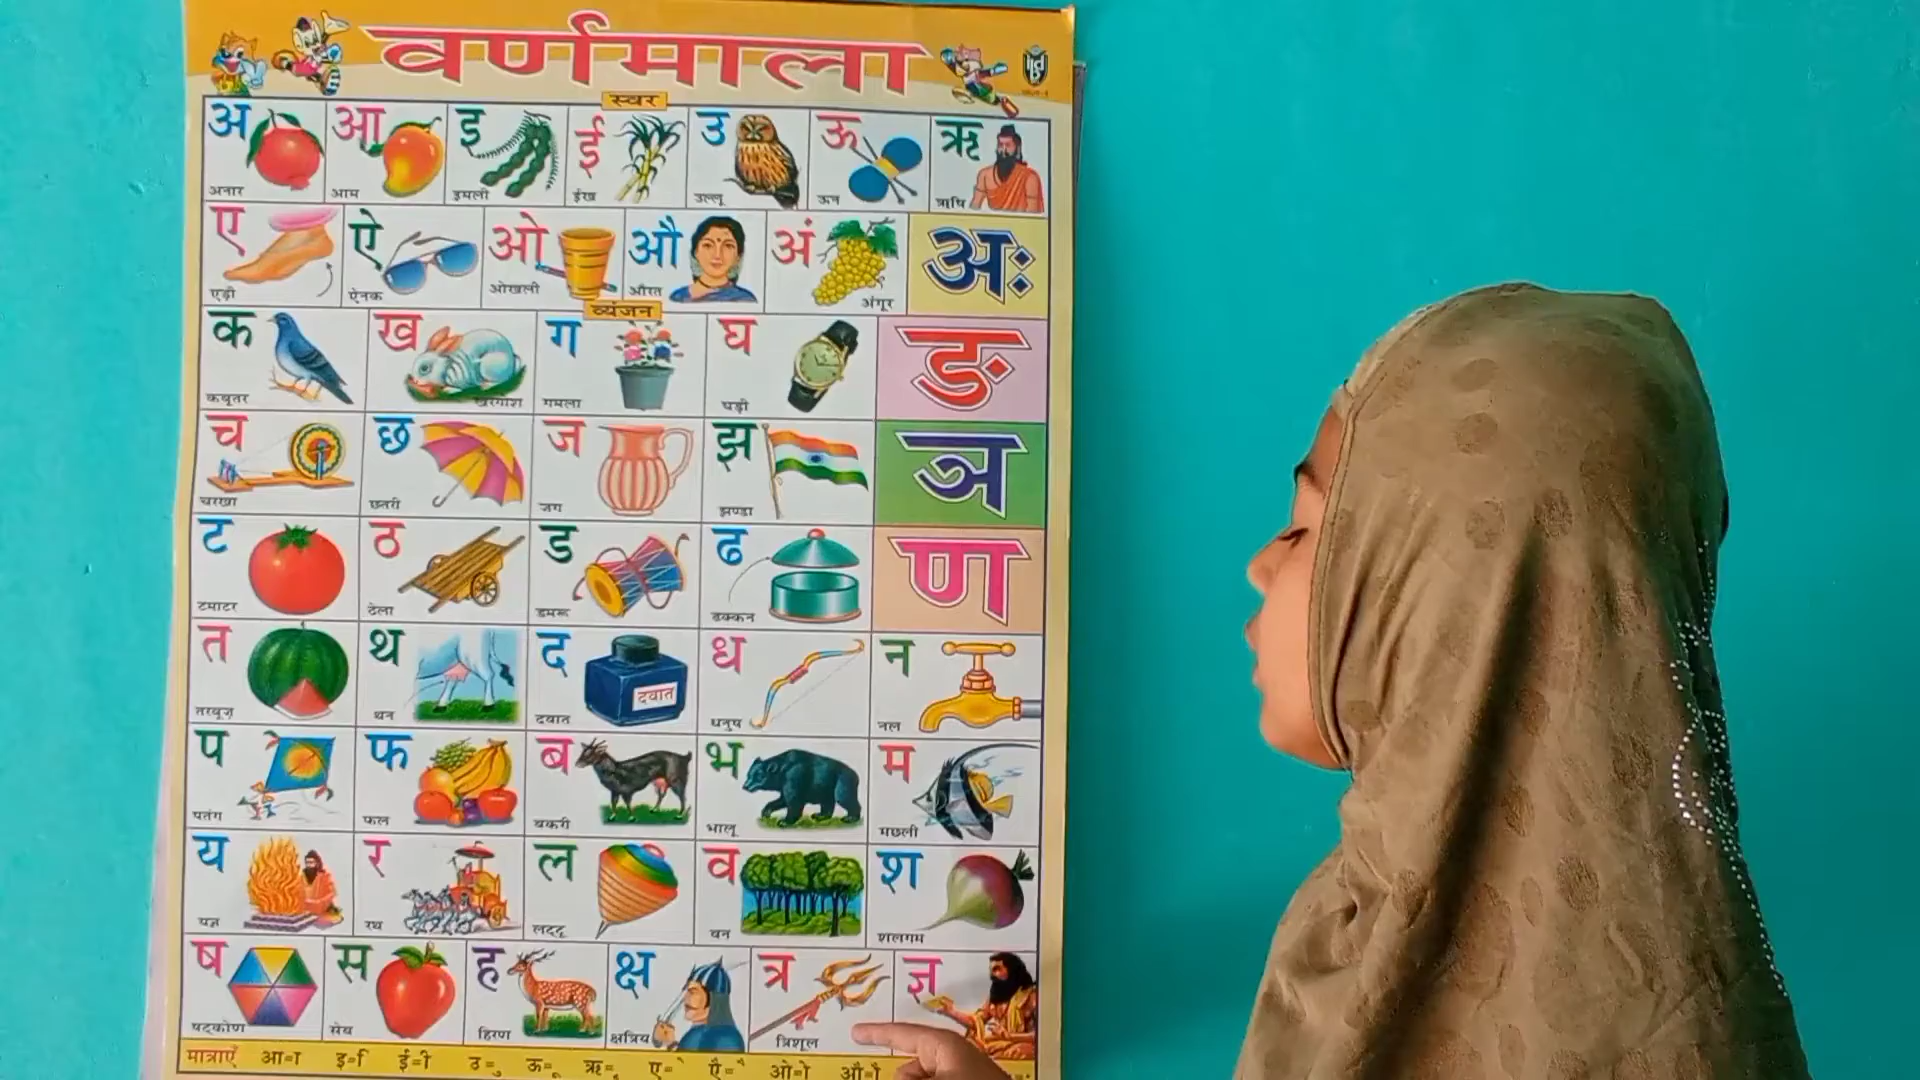 वर्णमाला
स्वर
अ आ इ ई उ ऊ ऋ
अनार आम इमली ईख उल्लू ऊन ऋषि
ए ऐ ओ औ अं अः
एड़ी ऐनक ओखली औरत अंगूर
व्यंजन
क ख ग घ ङ
कबूतर खरगोश गमला घड़ी
च छ ज झ ञ
चरखा छतरी जग झण्डा
ट ठ ड ढ ण
टमाटर ठेला डमरू ढक्कन
त थ द ध न
दवात
तरबूज़ थन दवात धनुष नल
प फ ब भ म
पतंग फल बकरी भालू मछली
य र ल व श
यज्ञ रथ लट्टू वन शलगम
ष स ह क्ष त्र ज्ञ
षट्कोण सेब हिरण क्षत्रिय त्रिशूल
मात्राएँ आ=ा इ=ि ई=ी उ=ु ऊ=ू ऋ=ृ ए=े ऐ=ै ओ=ो औ=ौ